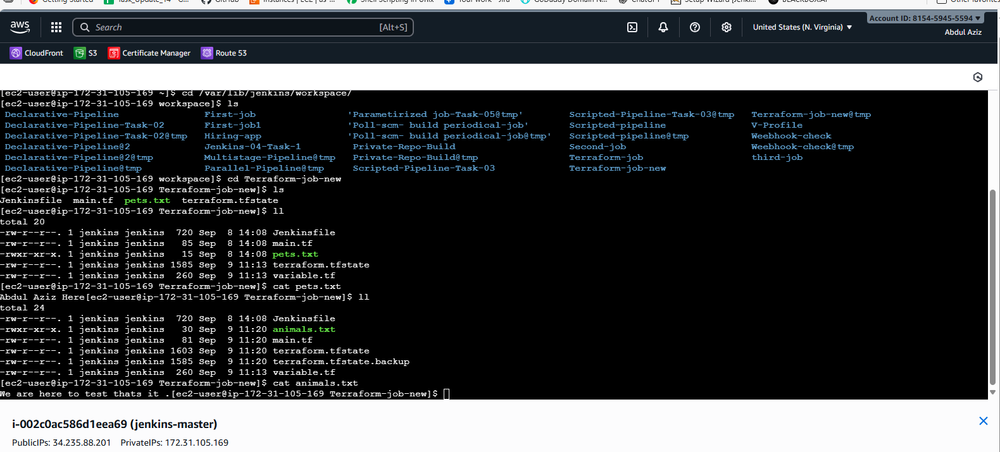 Getting Started
Task_Update_14 - G...
GitHub
Instances | EC2 | us-...
Shell Scripting in Unix
Your work - Jira
GoDaddy Domain N...
ChatGPT
Setup Wizard [Jenki...
BLACKBOX.AI
Other favorites
aws
Search
[Alt+S]
United States (N. Virginia) ▼
Account ID: 8154-5945-5594 ▼
Abdul Aziz
CloudFront S3 Certificate Manager Route 53
[ec2-user@ip-172-31-105-169 ~]$ cd /var/lib/jenkins/workspace/
[ec2-user@ip-172-31-105-169 workspace]$ ls
Declarative-Pipeline First-job 'Parametirized job-Task-05@tmp' Scripted-Pipeline-Task-03@tmp Terraform-job-new@tmp
Declarative-Pipeline-Task-02 First-job1 'Poll-scm- build periodical-job' Scripted-pipeline V-Profile
Declarative-Pipeline-Task-02@tmp Hiring-app 'Poll-scm- build periodical-job@tmp' Scripted-pipeline@tmp Weebhook-check
Declarative-Pipeline@2 Jenkins-04-Task-1 Private-Repo-Build Second-job Weebhook-check@tmp
Declarative-Pipeline@2@tmp Multistage-Pipeline@tmp Private-Repo-Build@tmp Terraform-job third-job
Declarative-Pipeline@tmp Parallel-Pipeline@tmp Scripted-Pipeline-Task-03 Terraform-job-new
[ec2-user@ip-172-31-105-169 workspace]$ cd Terraform-job-new
[ec2-user@ip-172-31-105-169 Terraform-job-new]$ ls
Jenkinsfile main.tf pets.txt terraform.tfstate
[ec2-user@ip-172-31-105-169 Terraform-job-new]$ ll
total 20
-rw-r--r--. 1 jenkins jenkins 720 Sep 8 14:08 Jenkinsfile
-rw-r--r--. 1 jenkins jenkins 85 Sep 8 14:08 main.tf
-rwxr-xr-x. 1 jenkins jenkins 15 Sep 8 14:08 pets.txt
-rw-r--r--. 1 jenkins jenkins 1585 Sep 9 11:13 terraform.tfstate
-rw-r--r--. 1 jenkins jenkins 260 Sep 9 11:13 variable.tf
[ec2-user@ip-172-31-105-169 Terraform-job-new]$ cat pets.txt
Abdul Aziz Here[ec2-user@ip-172-31-105-169 Terraform-job-new]$ ll
total 24
-rw-r--r--. 1 jenkins jenkins 720 Sep 8 14:08 Jenkinsfile
-rwxr-xr-x. 1 jenkins jenkins 30 Sep 9 11:20 animals.txt
-rw-r--r--. 1 jenkins jenkins 81 Sep 9 11:20 main.tf
-rw-r--r--. 1 jenkins jenkins 1603 Sep 9 11:20 terraform.tfstate
-rw-r--r--. 1 jenkins jenkins 1585 Sep 9 11:20 terraform.tfstate.backup
-rw-r--r--. 1 jenkins jenkins 260 Sep 9 11:13 variable.tf
[ec2-user@ip-172-31-105-169 Terraform-job-new]$ cat animals.txt
We are here to test thats it .[ec2-user@ip-172-31-105-169 Terraform-job-new]$
i-002c0ac586d1eea69 (jenkins-master)
PublicIPs: 34.235.88.201 PrivateIPs: 172.31.105.169